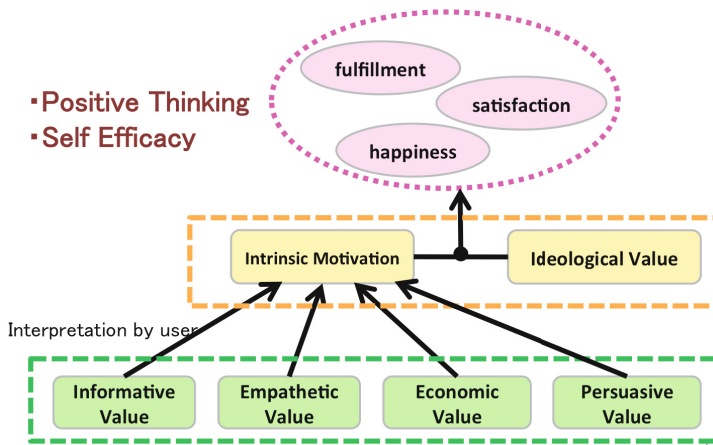 fulfillment
・Positive Thinking
satisfaction
・Self Efficacy
happiness
Intrinsic Motivation
Ideological Value
Interpretation by user
Informative
Value
Empathetic
Value
Economic
Value
Persuasive
Value